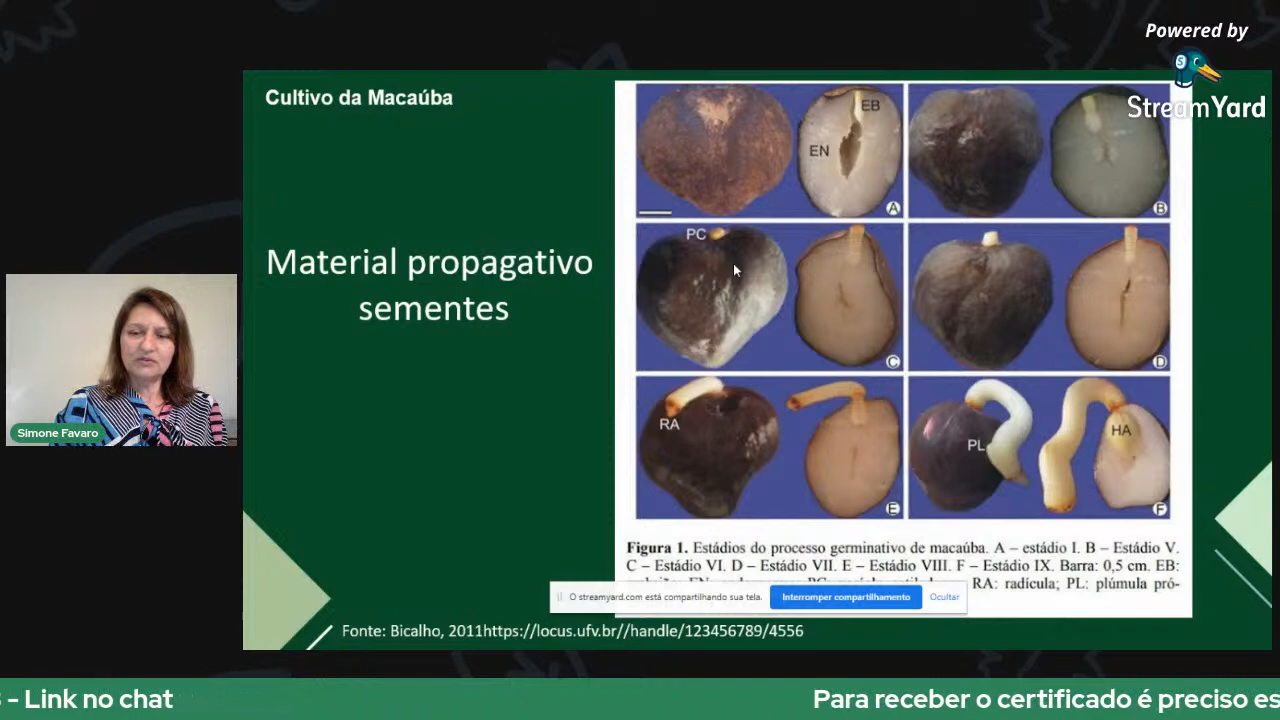 Powered by
StreamYard
Cultivo da Macaúba
Material propagativo
sementes
EB
EN
A
B
PC
C
D
RA
E
PL
HA
F
Figura 1. Estádios do processo germinativo de macaúba. A – estádio I. B – Estádio V.
C – Estádio VI. D – Estádio VII. E – Estádio VIII. F – Estádio IX. Barra: 0,5 cm. EB:
RA: radícula; PL: plúmula pró-
O streamyard.com está compartilhando sua tela.
Interromper compartilhamento
Ocultar
Fonte: Bicalho, 2011https://locus.ufv.br//handle/123456789/4556
Simone Favaro
- Link no chat
Para receber o certificado é preciso es